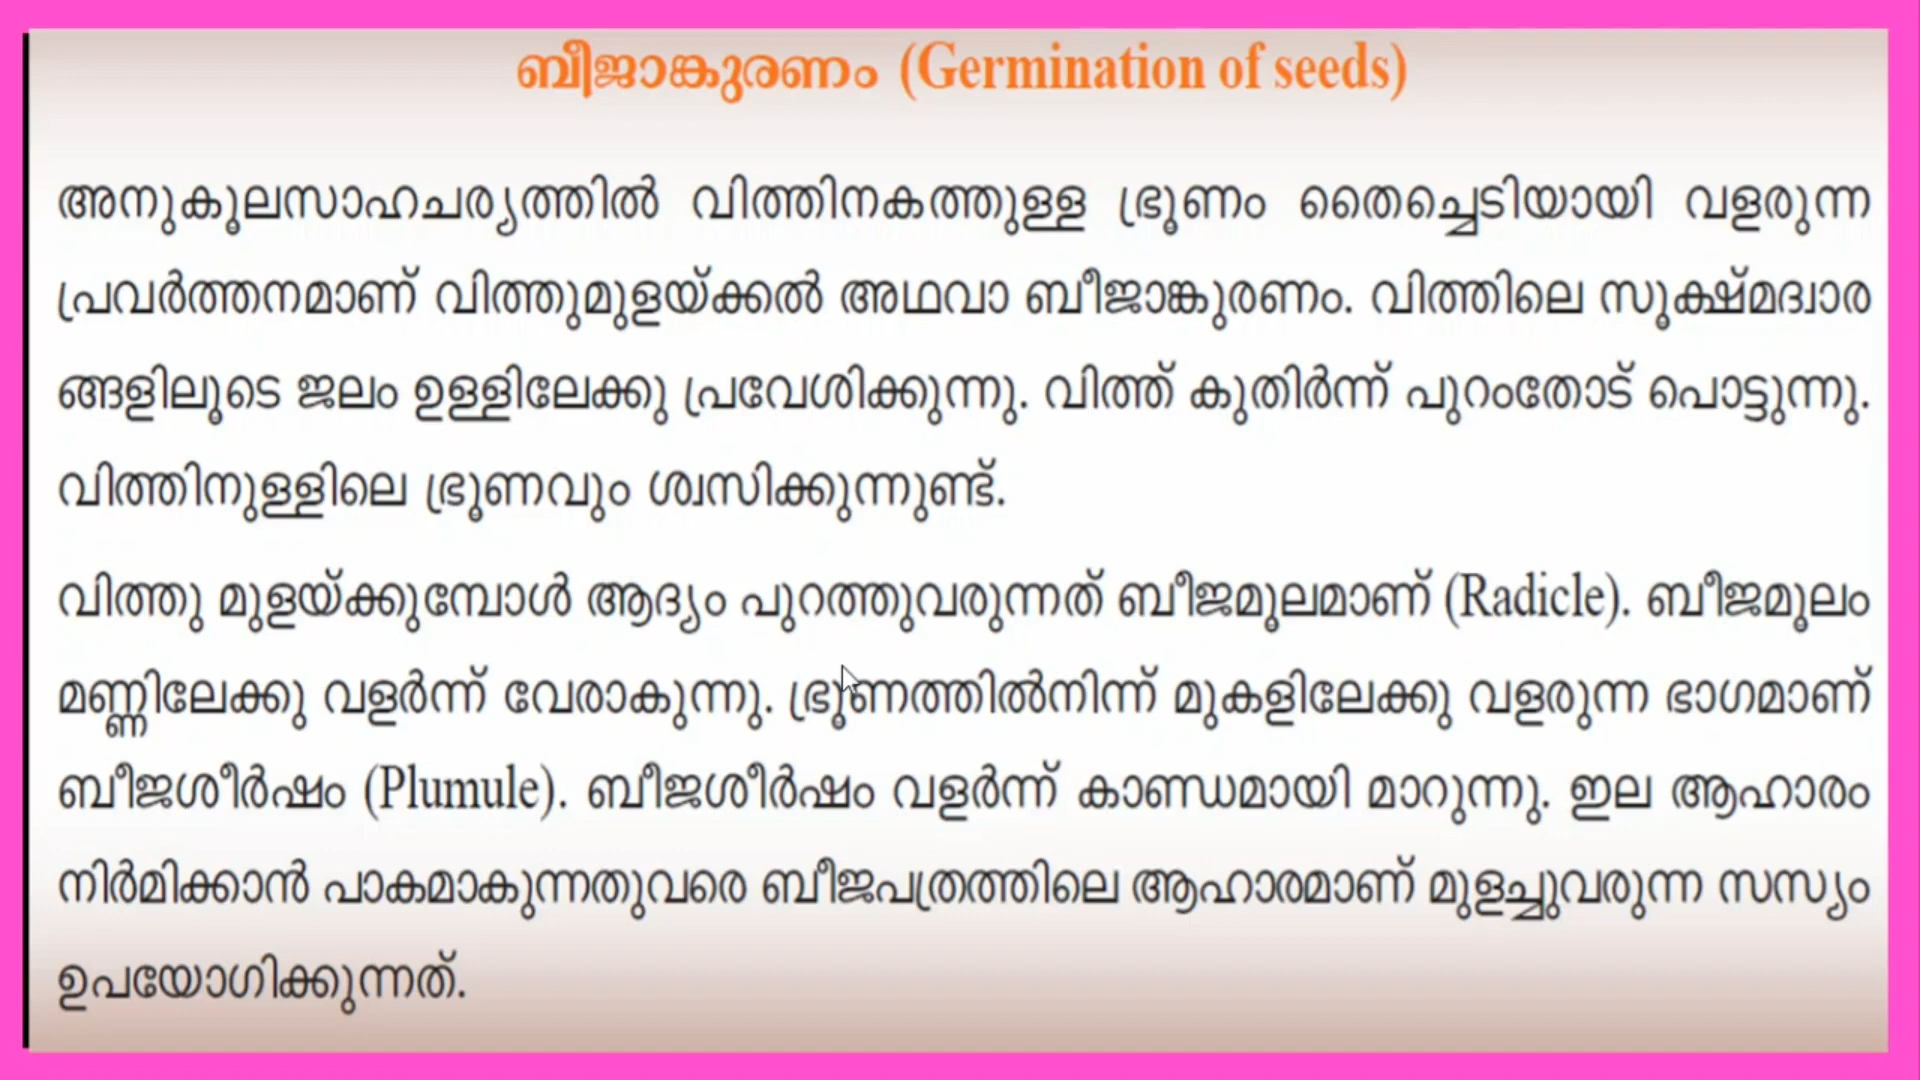 ബീജാങ്കുരണം (Germination of seeds)
അനുകൂലസാഹചര്യത്തിൽ വിത്തിനകത്തുള്ള ഭ്രൂണം തൈച്ചെടിയായി വളരുന്ന
പ്രവർത്തനമാണ് വിത്തുമുളയ്ക്കൽ അഥവാ ബീജാങ്കുരണം. വിത്തിലെ സൂക്ഷ്മദ്വാര
ങ്ങളിലൂടെ ജലം ഉള്ളിലേക്കു പ്രവേശിക്കുന്നു. വിത്ത് കുതിർന്ന് പുറംതോട് പൊട്ടുന്നു.
വിത്തിനുള്ളിലെ ഭ്രൂണവും ശ്വസിക്കുന്നുണ്ട്.
വിത്തു മുളയ്ക്കുമ്പോൾ ആദ്യം പുറത്തുവരുന്നത് ബീജമൂലമാണ് (Radicle). ബീജമൂലം
മണ്ണിലേക്കു വളർന്ന് വേരാകുന്നു. ഭ്രൂണത്തിൽനിന്ന് മുകളിലേക്കു വളരുന്ന ഭാഗമാണ്
ബീജശീർഷം (Plumule). ബീജശീർഷം വളർന്ന് കാണ്ഡമായി മാറുന്നു. ഇല ആഹാരം
നിർമിക്കാൻ പാകമാകുന്നതുവരെ ബീജപത്രത്തിലെ ആഹാരമാണ് മുളച്ചുവരുന്ന സസ്യം
ഉപയോഗിക്കുന്നത്.